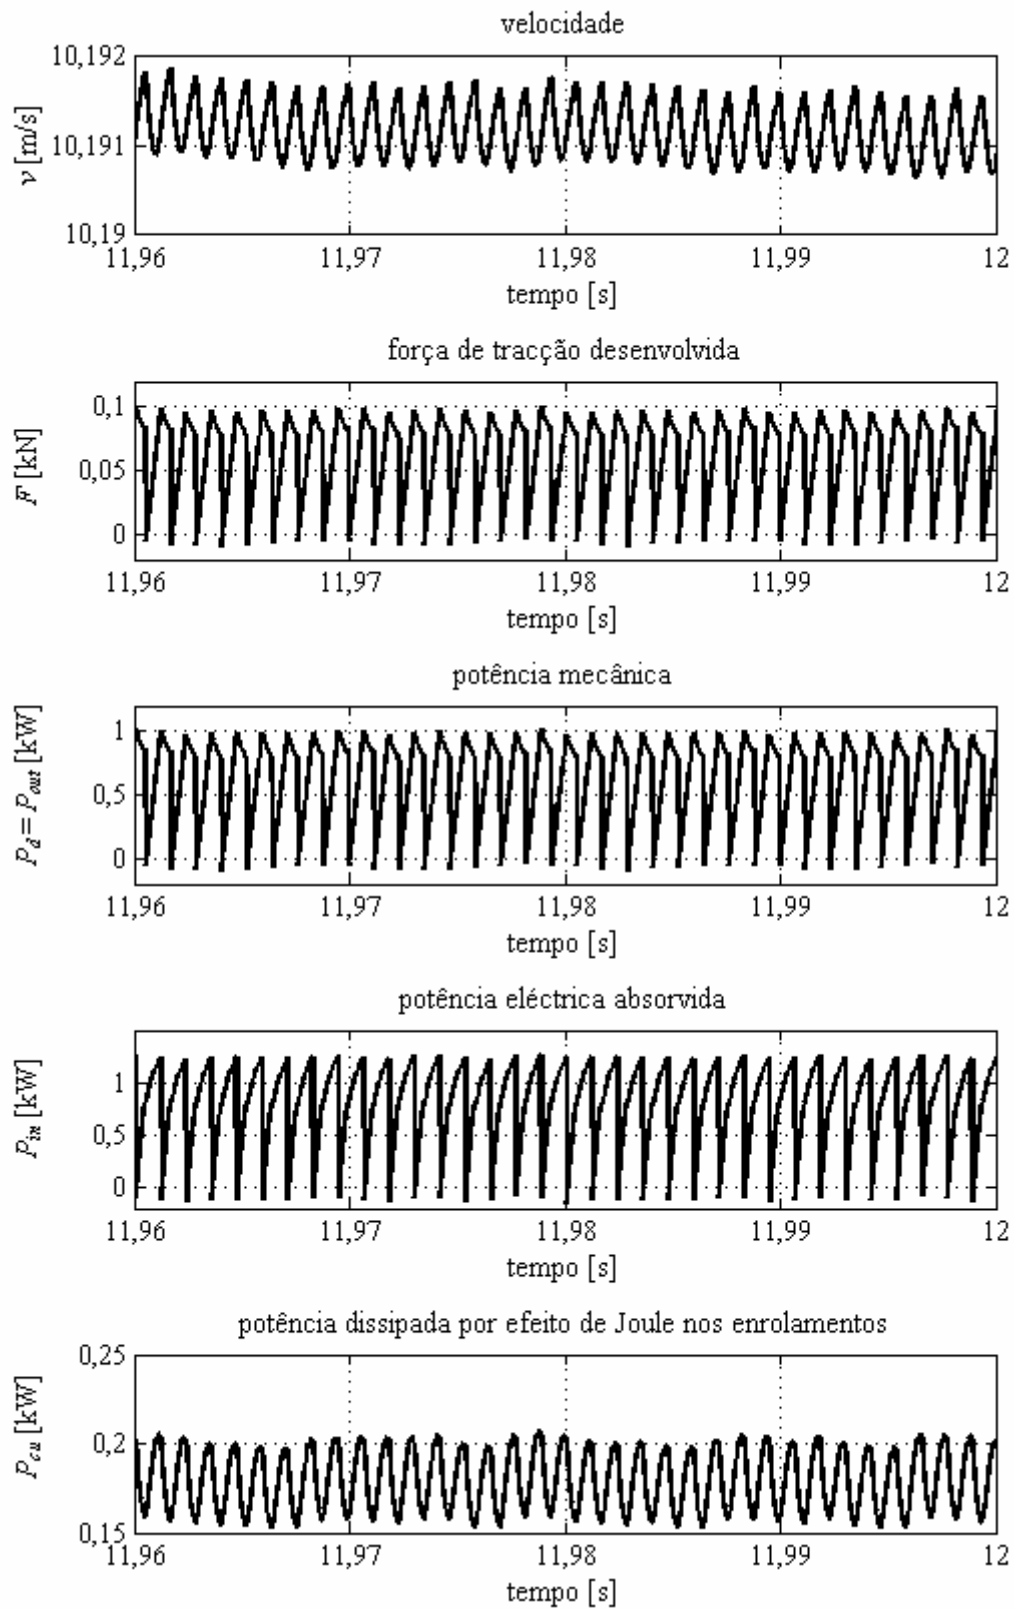 velocidade
10,192
10,191
10,19
v [m/s]
11,96 11,97 11,98 11,99 12
tempo [s]
força de tracção desenvolvida
0,1
0,05
0
F [kN]
11,96 11,97 11,98 11,99 12
tempo [s]
potência mecânica
1
0,5
0
P_d = P_out [kW]
11,96 11,97 11,98 11,99 12
tempo [s]
potência eléctrica absorvida
1
0,5
0
P_in [kW]
11,96 11,97 11,98 11,99 12
tempo [s]
potência dissipada por efeito de Joule nos enrolamentos
0,25
0,2
0,15
P_cu [kW]
11,96 11,97 11,98 11,99 12
tempo [s]